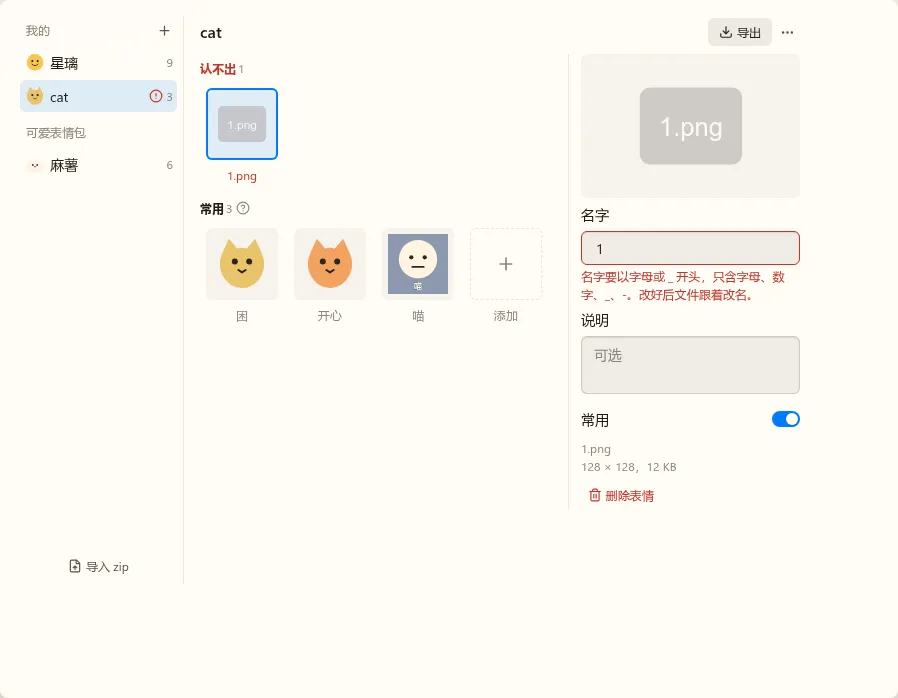 我的
星璃 9
cat 3
可爱表情包
麻薯 6
导入 zip
cat
导出
认不出 1
1.png
1.png
常用 3
喵
困
开心
喵
添加
1.png
名字
1
名字要以字母或 _ 开头，只含字母、数
字、_、-。改好后文件跟着改名。
说明
可选
常用
1.png
128 × 128，12 KB
删除表情